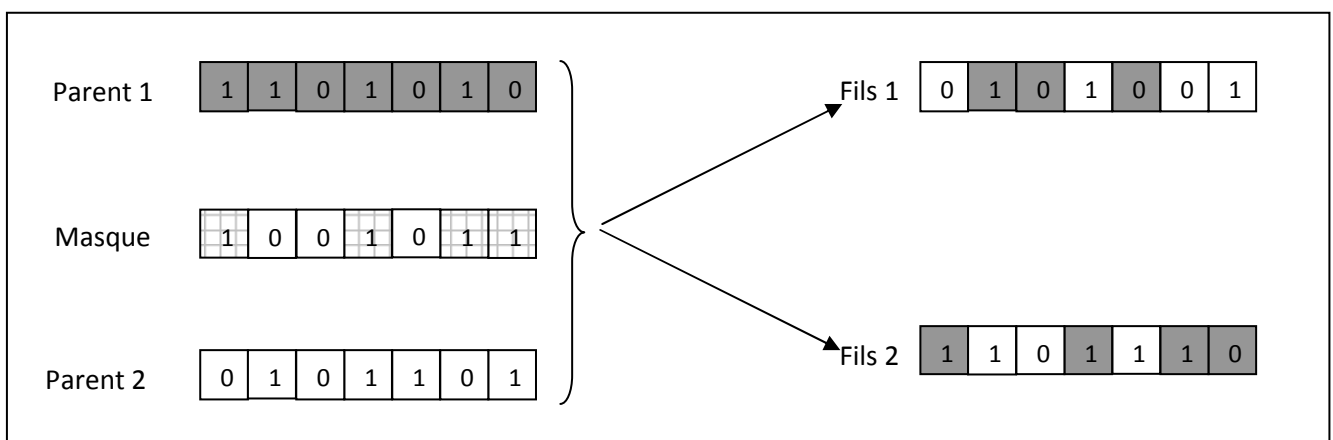 Parent 1 1 1 0 1 0 1 0
Masque 1 0 0 1 0 1 1
Parent 2 0 1 0 1 1 0 1
Fils 1 0 1 0 1 0 0 1
Fils 2 1 1 0 1 1 1 0